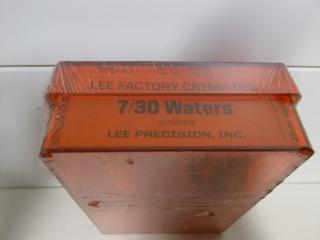 LEE FACTORY CRIMP DIE
7/30 Waters
LEE PRECISION, INC.